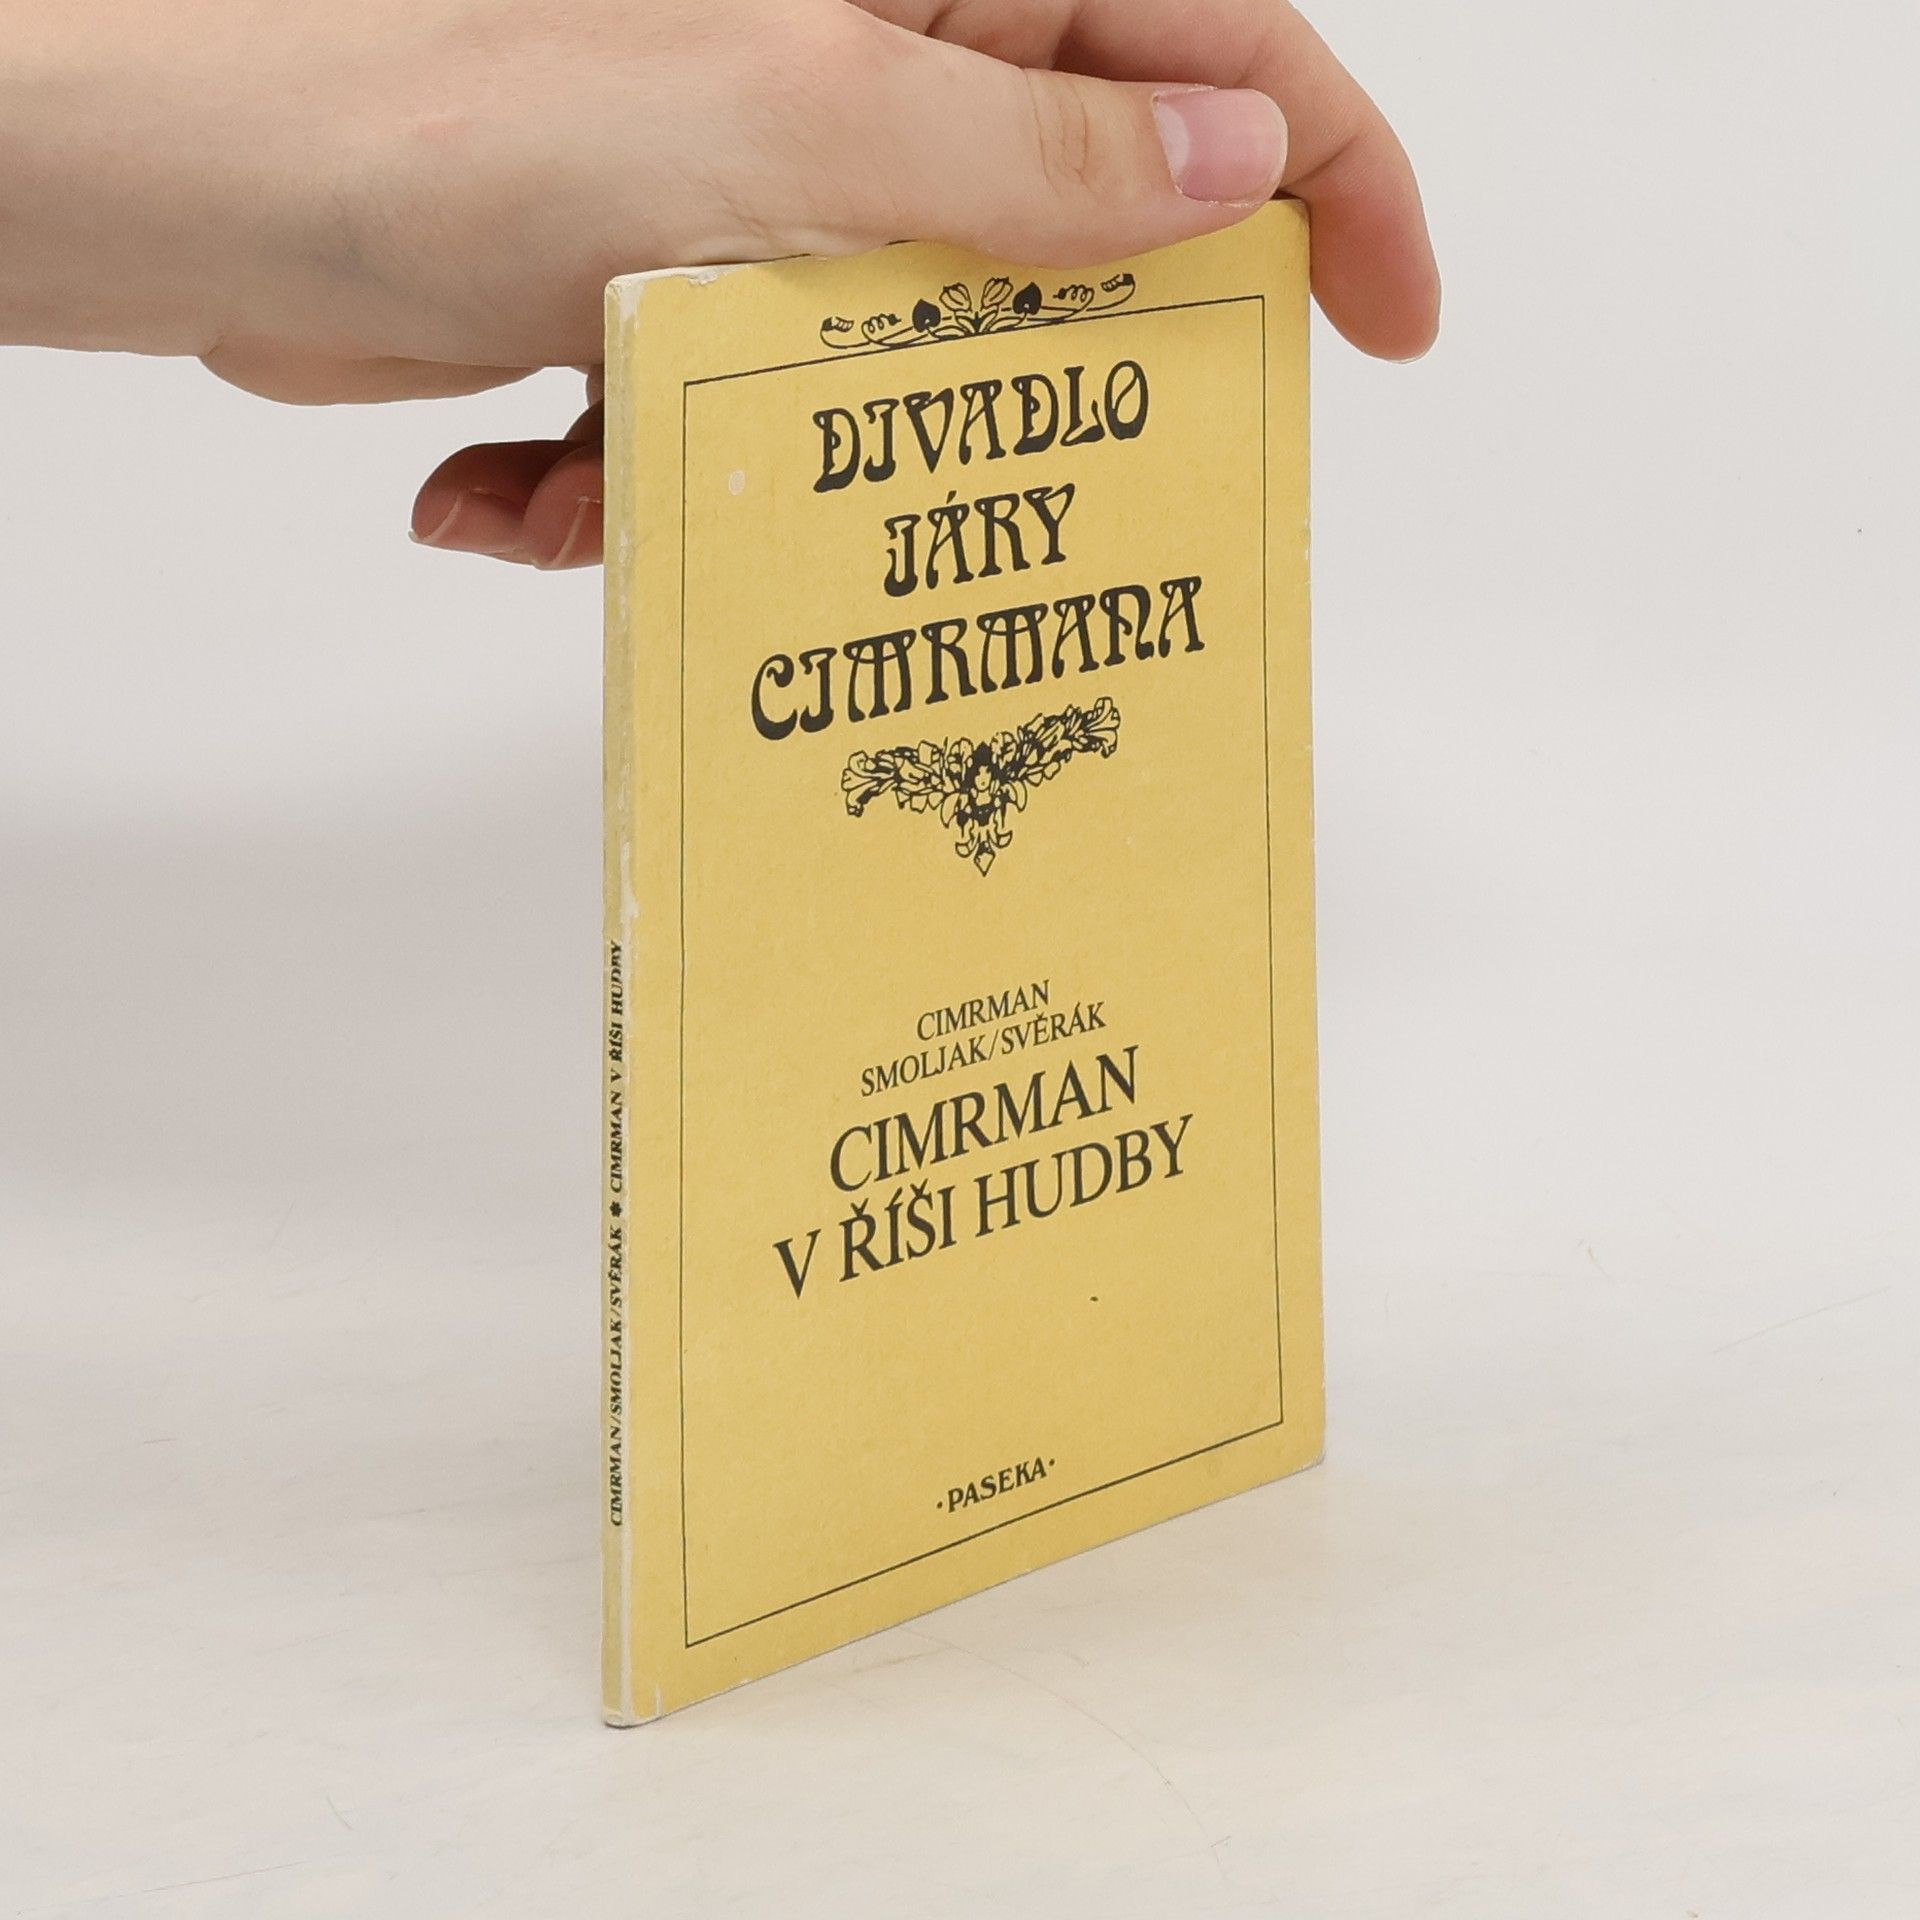 DIVADLO
JÁRY
CIMRMANA
CIMRMAN
SMOLJAK/SVĚRÁK
CIMRMAN
V ŘÍŠI HUDBY
·PASEKA·
CIMRMAN/SMOLJAK/SVĚRÁK * CIMRMAN V ŘÍŠI HUDBY